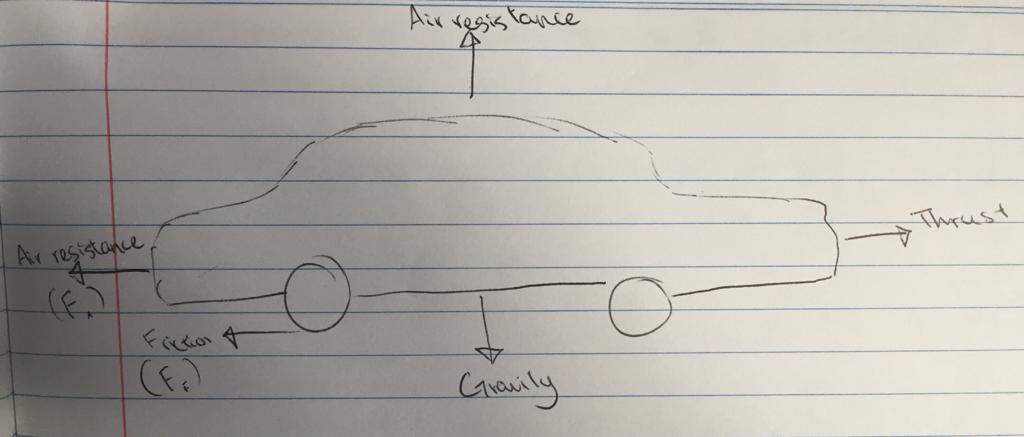 Air resistance
Thrust
Air resistance
(F
Friction
(F
Gravity